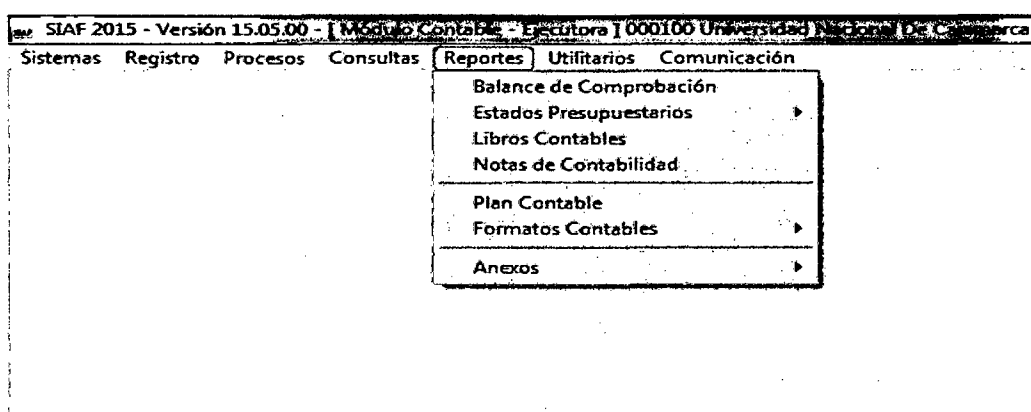 SIAF 2015 - Versión 15.05.00 - [ Módulo Contable - Ejecutora ] 000100 Universidad Nacional De Cajamarca
Sistemas Registro Procesos Consultas Reportes Utilitarios Comunicación
Balance de Comprobación
Estados Presupuestarios
Libros Contables
Notas de Contabilidad
Plan Contable
Formatos Contables
Anexos